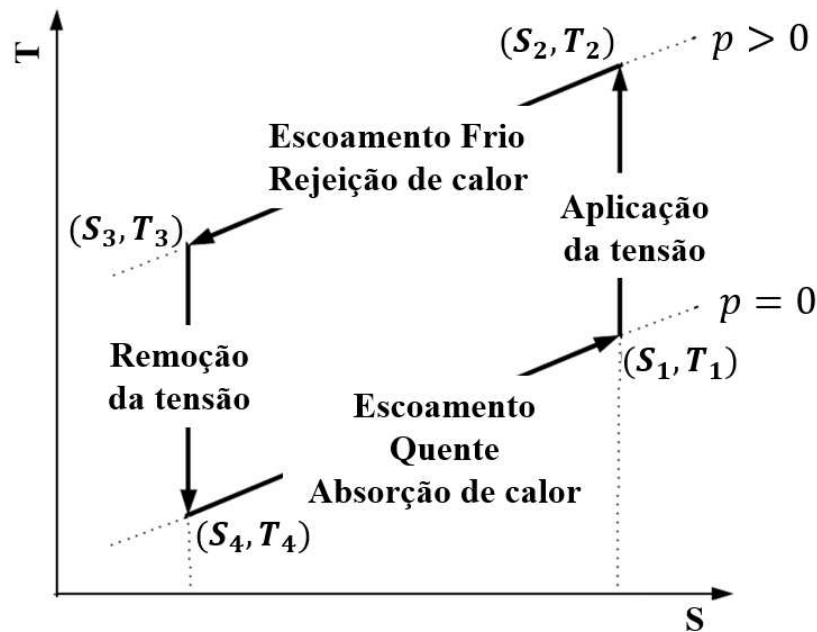 T
(S₂, T₂)
p > 0
Escoamento Frio
Rejeição de calor
(S₃, T₃)
Aplicação
da tensão
p = 0
Remoção
da tensão
(S₁, T₁)
Escoamento
Quente
Absorção de calor
(S₄, T₄)
S